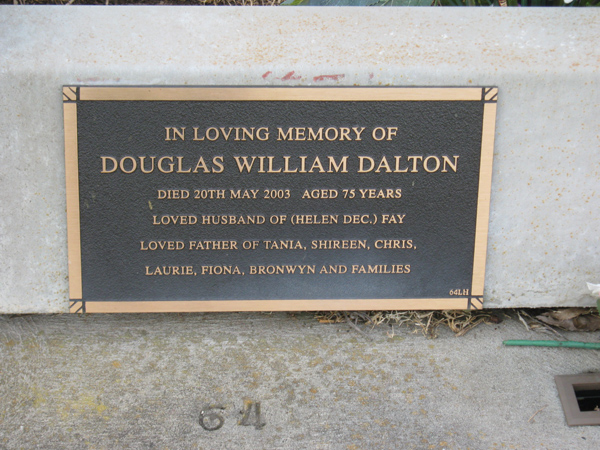 IN LOVING MEMORY OF
DOUGLAS WILLIAM DALTON
DIED 20TH MAY 2003 AGED 75 YEARS
LOVED HUSBAND OF (HELEN DEC.) FAY
LOVED FATHER OF TANIA, SHIREEN, CHRIS,
LAURIE, FIONA, BRONWYN AND FAMILIES
64LH
64